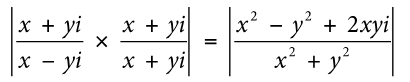 |(x + yi)/(x − yi) × (x + yi)/(x + yi)| = |(x² − y² + 2xyi)/(x² + y²)|